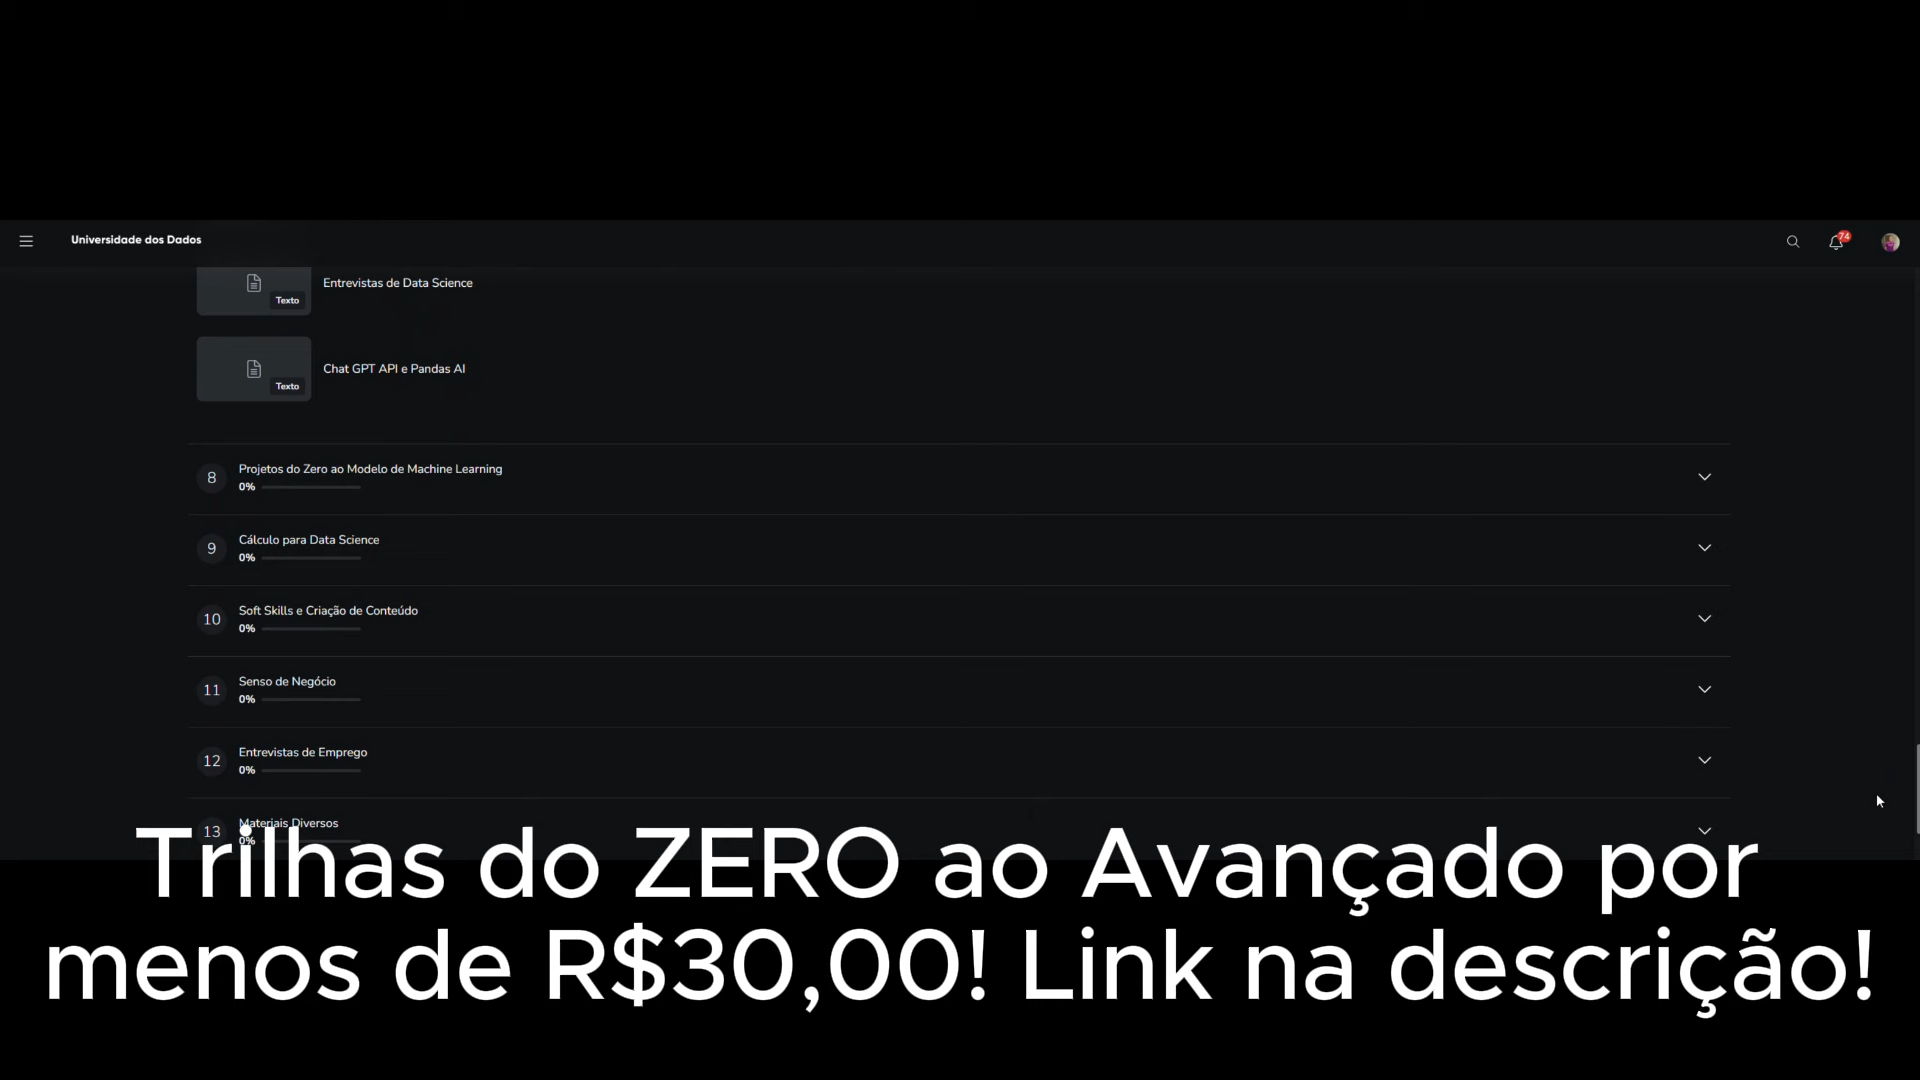 Universidade dos Dados
74
Entrevistas de Data Science
Texto
Chat GPT API e Pandas AI
Texto
8
Projetos do Zero ao Modelo de Machine Learning
0%
9
Cálculo para Data Science
0%
10
Soft Skills e Criação de Conteúdo
0%
11
Senso de Negócio
0%
12
Entrevistas de Emprego
0%
13
Materiais Diversos
0%
Trilhas do ZERO ao Avançado por
menos de R$30,00! Link na descrição!